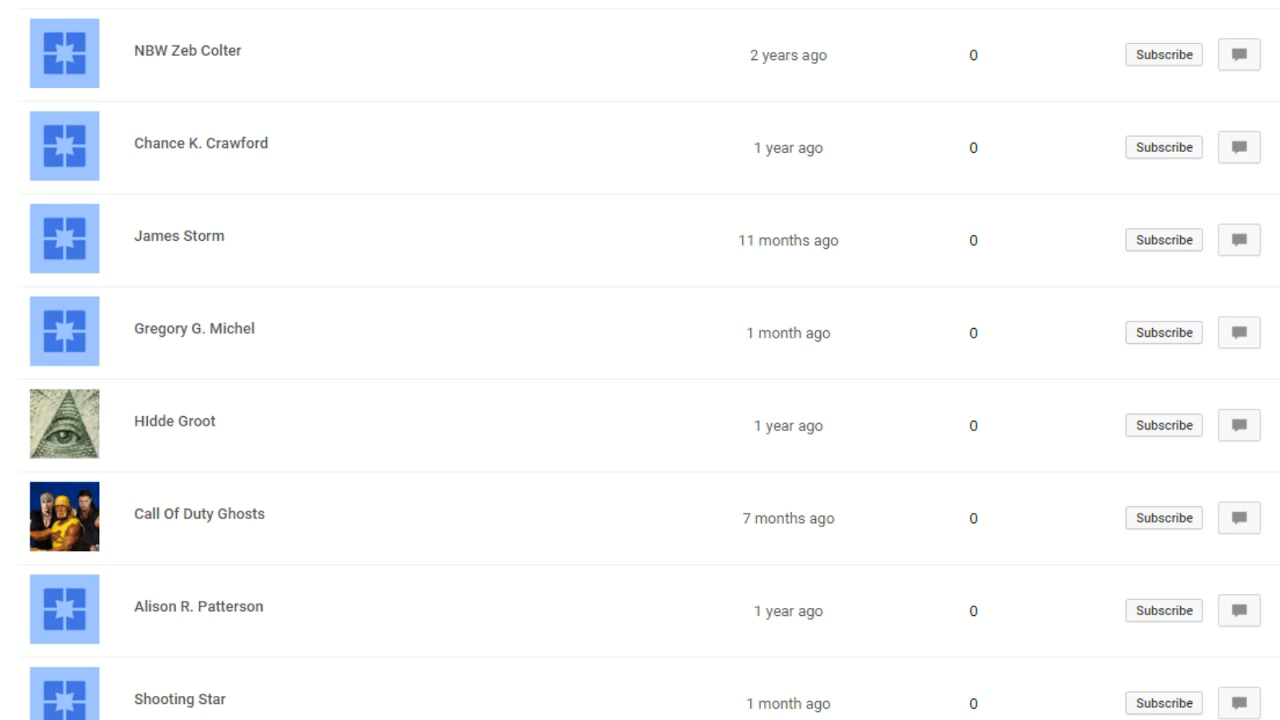 NBW Zeb Colter 2 years ago 0 Subscribe
Chance K. Crawford 1 year ago 0 Subscribe
James Storm 11 months ago 0 Subscribe
Gregory G. Michel 1 month ago 0 Subscribe
HIdde Groot 1 year ago 0 Subscribe
Call Of Duty Ghosts 7 months ago 0 Subscribe
Alison R. Patterson 1 year ago 0 Subscribe
Shooting Star 1 month ago 0 Subscribe